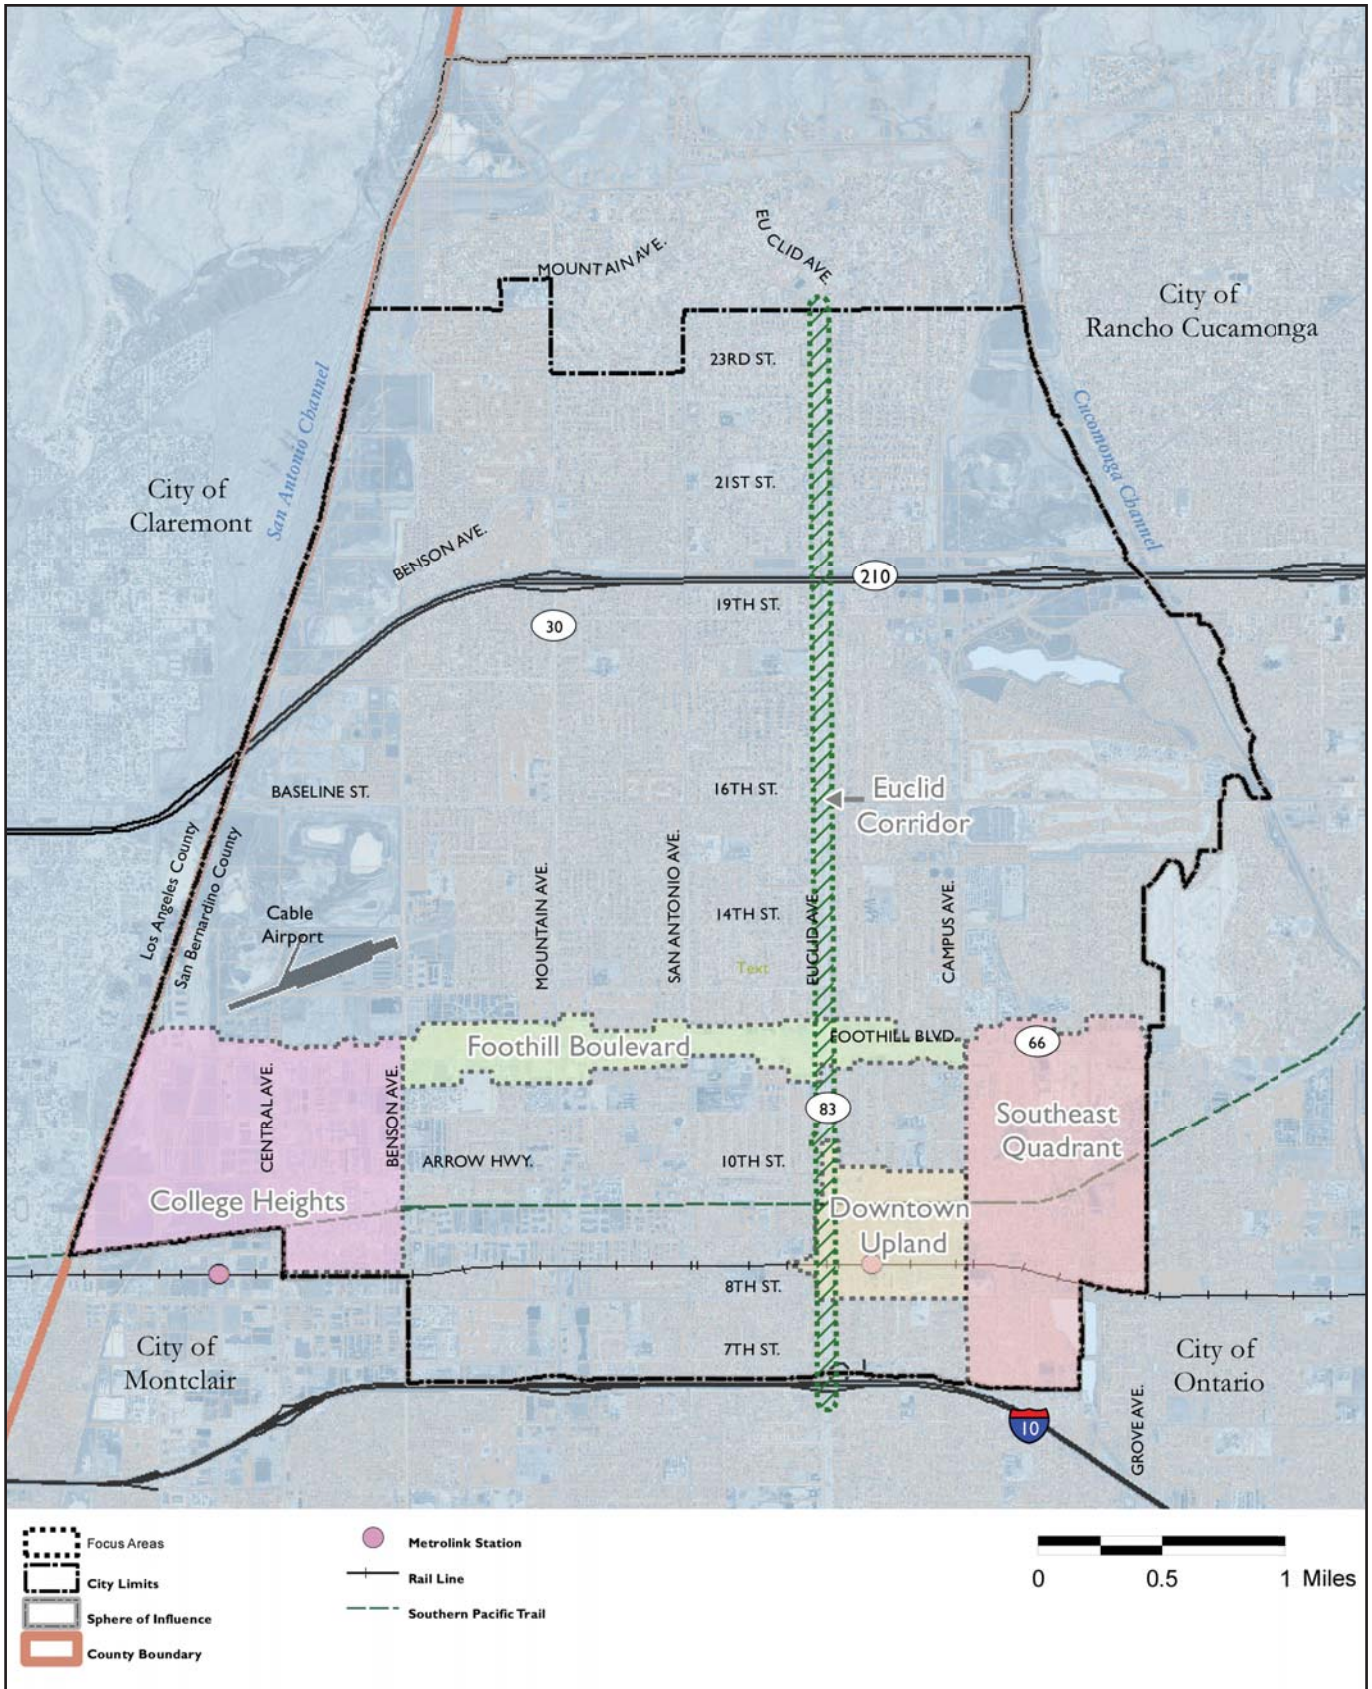 MOUNTAIN AVE.
EUCLID AVE.
City of
Rancho Cucamonga
23RD ST.
San Antonio Channel
Cucomonga Channel
21ST ST.
City of
Claremont
BENSON AVE.
210
19TH ST.
30
BASELINE ST.
16TH ST.
Euclid
Corridor
Los Angeles County
San Bernardino County
Cable
Airport
MOUNTAIN AVE.
SAN ANTONIO AVE.
14TH ST.
EUCLID AVE.
CAMPUS AVE.
Text
Foothill Boulevard
FOOTHILL BLVD.
66
CENTRAL AVE.
BENSON AVE.
83
Southeast
Quadrant
ARROW HWY.
10TH ST.
College Heights
Downtown
Upland
8TH ST.
City of
Montclair
7TH ST.
City of
Ontario
10
GROVE AVE.
Focus Areas
City Limits
Sphere of Influence
County Boundary
Metrolink Station
Rail Line
Southern Pacific Trail
0 0.5 1 Miles